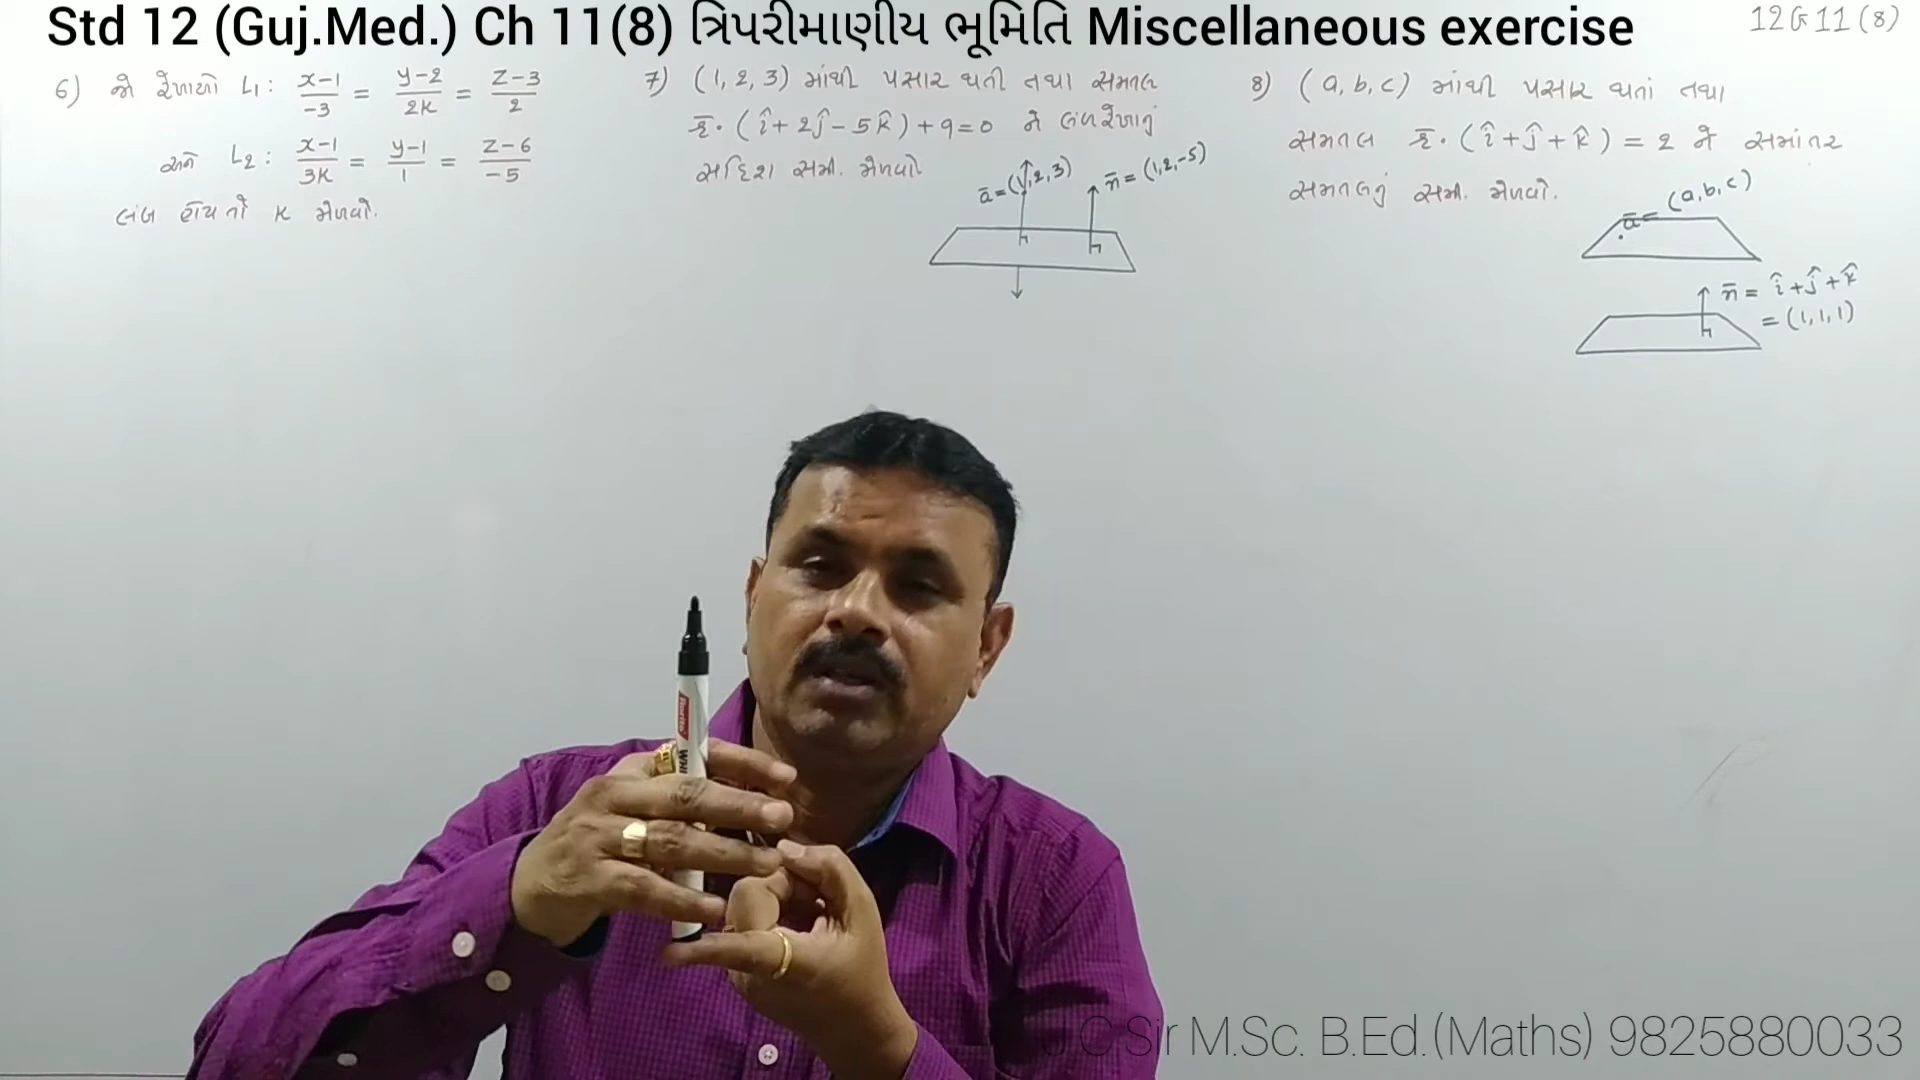 Std 12 (Guj.Med.) Ch 11(8) ત્રિપરીમાણીય ભૂમિતિ Miscellaneous exercise
12 G 11 (8)
6) જો રેખાઓ L₁: (x-1)/-3 = (y-2)/2k = (z-3)/2
અને L₂: (x-1)/3k = (y-1)/1 = (z-6)/-5
લંબ હોય તો k મેળવો.
7) (1, 2, 3) માંથી પસાર થતી તથા સમતલ
r̄·(î + 2ĵ - 5k̂) + 9 = 0 ને લંબરેખાનું
સદિશ સમી. મેળવો.
ā = (1, 2, 3)
n̄ = (1, 2, -5)
8) (a, b, c) માંથી પસાર થતાં તથા
સમતલ r̄·(î + ĵ + k̂) = 2 ને સમાંતર
સમતલનું સમી. મેળવો.
ā = (a, b, c)
n̄ = î + ĵ + k̂
= (1, 1, 1)
C Sir M.Sc. B.Ed.(Maths) 9825880033